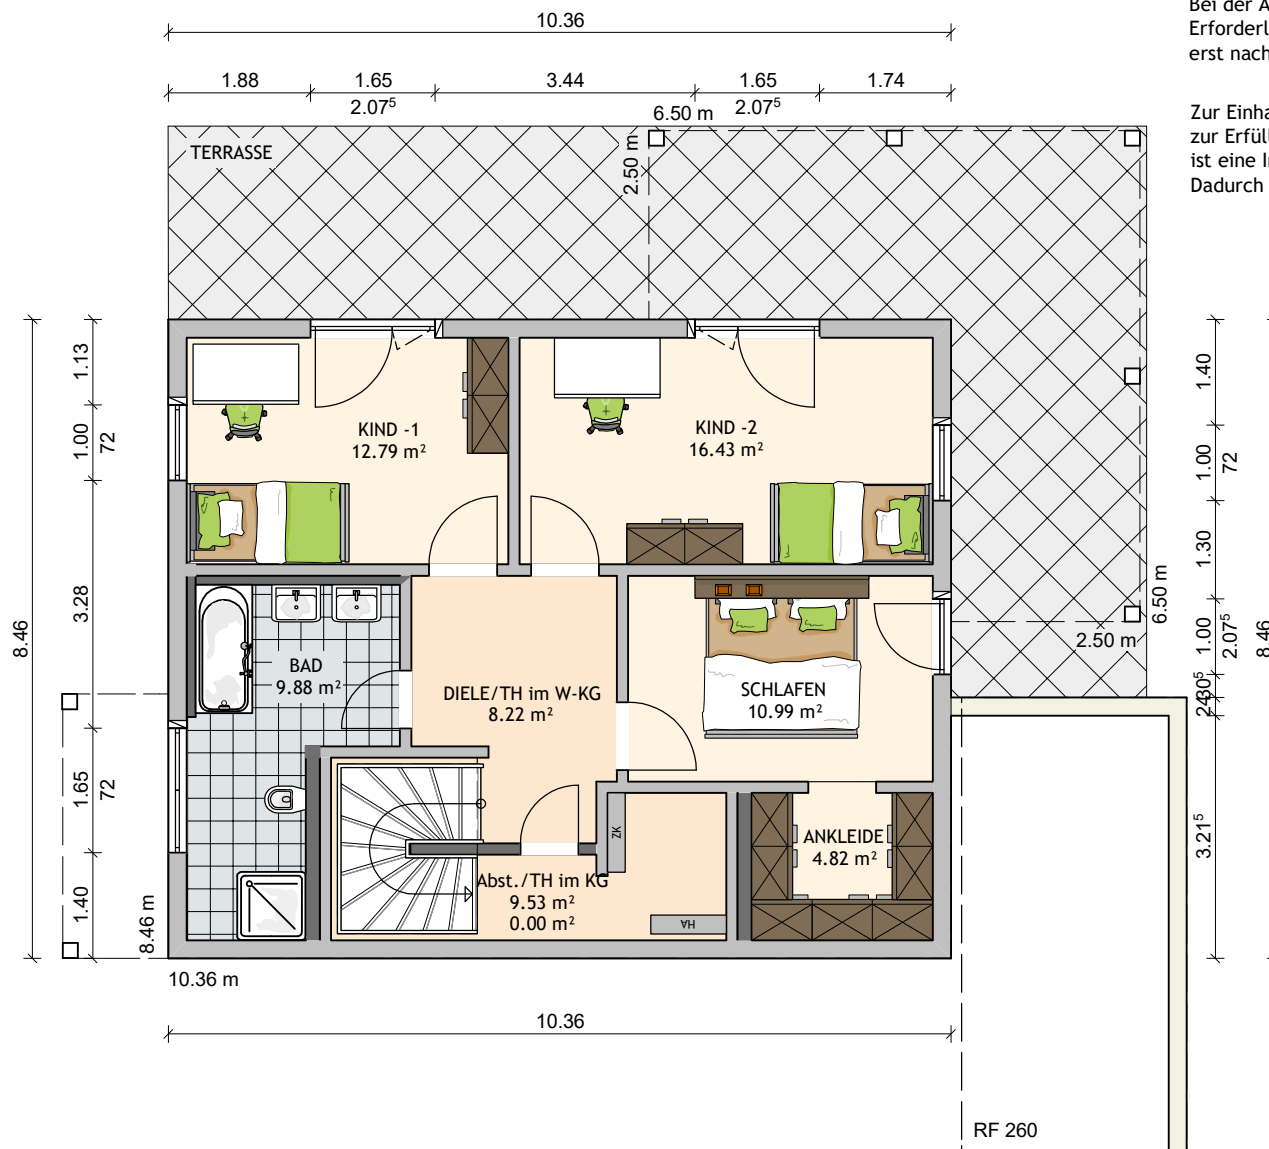 Bei der A
Erforderl
erst nach
Zur Einha
zur Erfüll
ist eine I
Dadurch
10.36
1.88 1.65 3.44 1.65 1.74
2.07⁵ 2.07⁵
6.50 m
2.50 m
TERRASSE
KIND -1
12.79 m²
KIND -2
16.43 m²
BAD
9.88 m²
DIELE/TH im W-KG
8.22 m²
SCHLAFEN
10.99 m²
ANKLEIDE
4.82 m²
Abst./TH im KG
9.53 m²
0.00 m²
ZK
HA
8.46
1.13
1.00
72
3.28
1.65
72
1.40
8.46 m
10.36 m
10.36
1.40
1.00
72
1.30
1.00
2.07⁵
30⁵
24
3.21⁵
8.46
6.50 m
2.50 m
RF 260